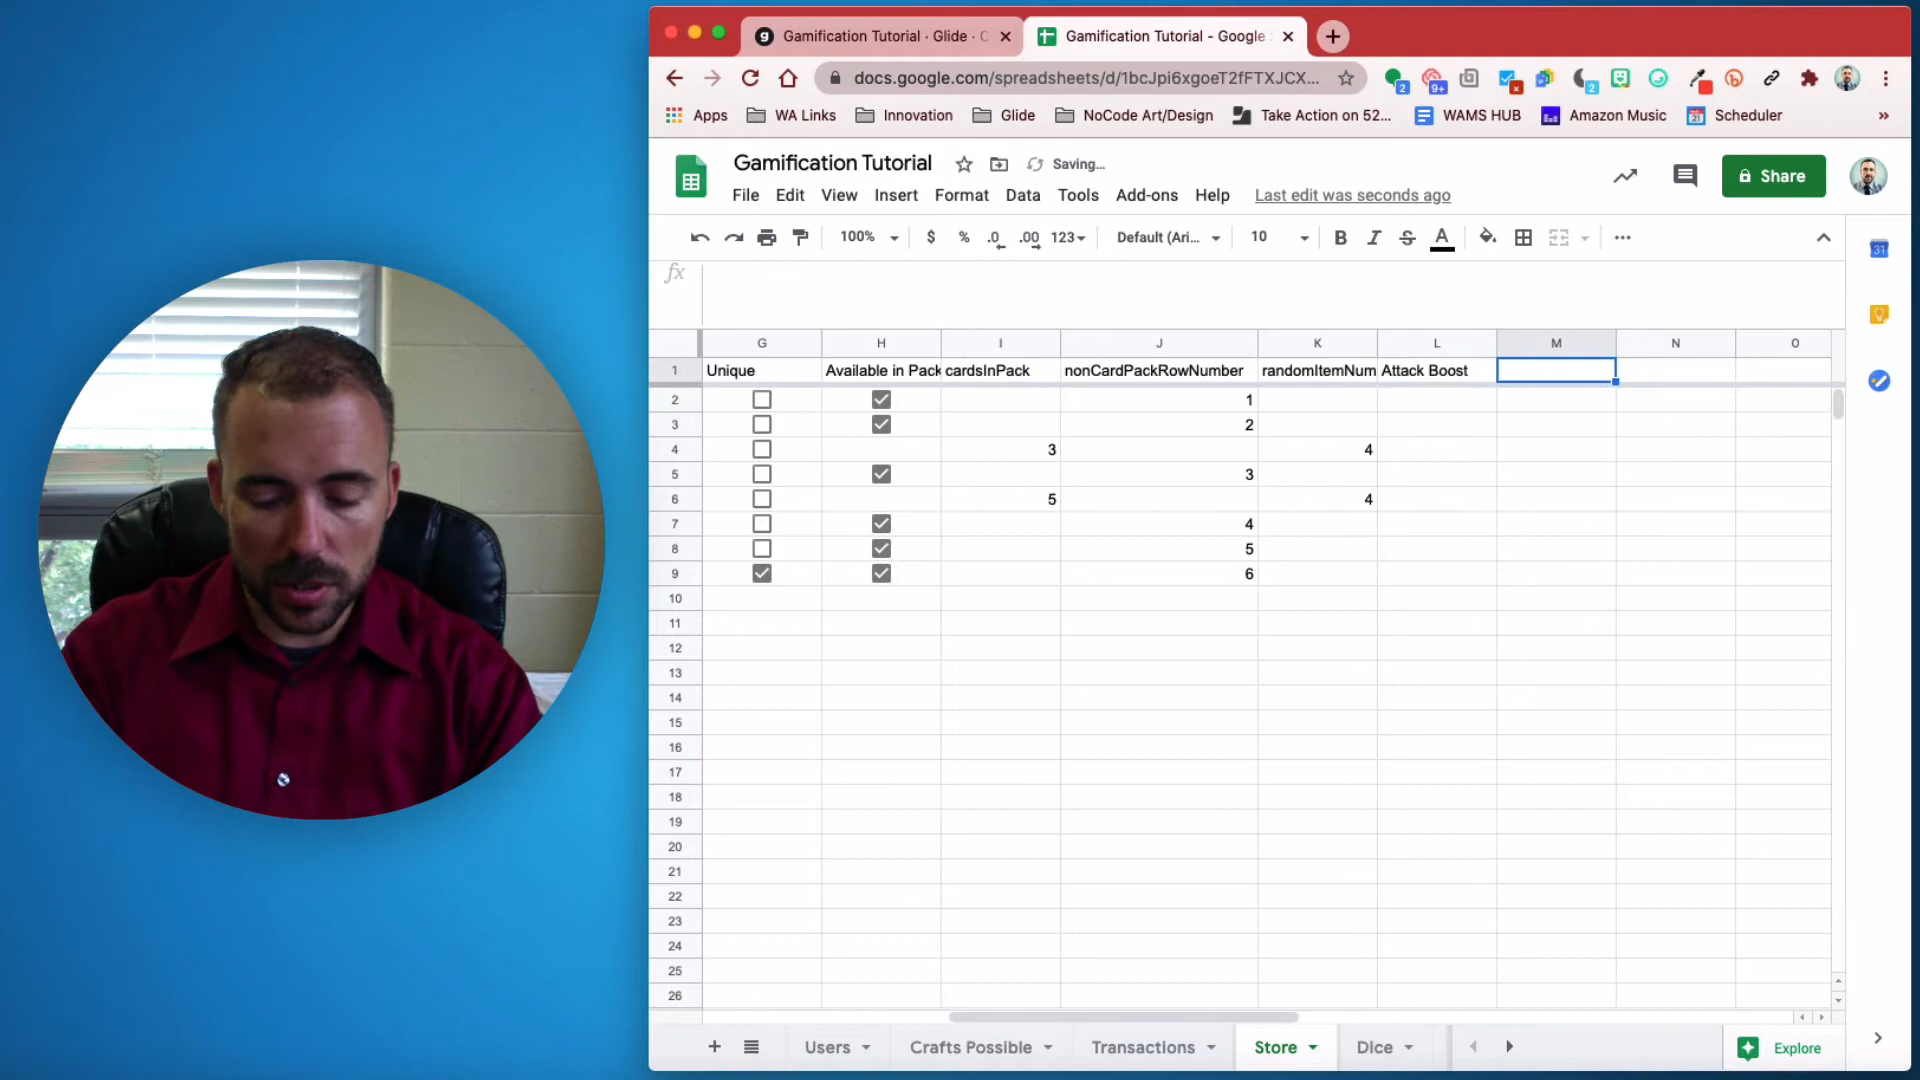 Gamification Tutorial · Glide · C
Gamification Tutorial - Google
docs.google.com/spreadsheets/d/1bcJpi6xgoeT2fFTXJCX...
2
9+
2
Apps
WA Links
Innovation
Glide
NoCode Art/Design
Take Action on 52...
WAMS HUB
Amazon Music
Scheduler
»
Gamification Tutorial
Saving...
Share
File Edit View Insert Format Data Tools Add-ons Help Last edit was seconds ago
100% $ % .0 .00 123 Default (Ari... 10 B I S A
31
fx
G H I J K L M N O
1 Unique Available in Pack cardsInPack nonCardPackRowNumber randomItemNum Attack Boost
2 1
3 2
4 3 4
5 3
6 5 4
7 4
8 5
9 6
10
11
12
13
14
15
16
17
18
19
20
21
22
23
24
25
26
Users Crafts Possible Transactions Store Dice Explore